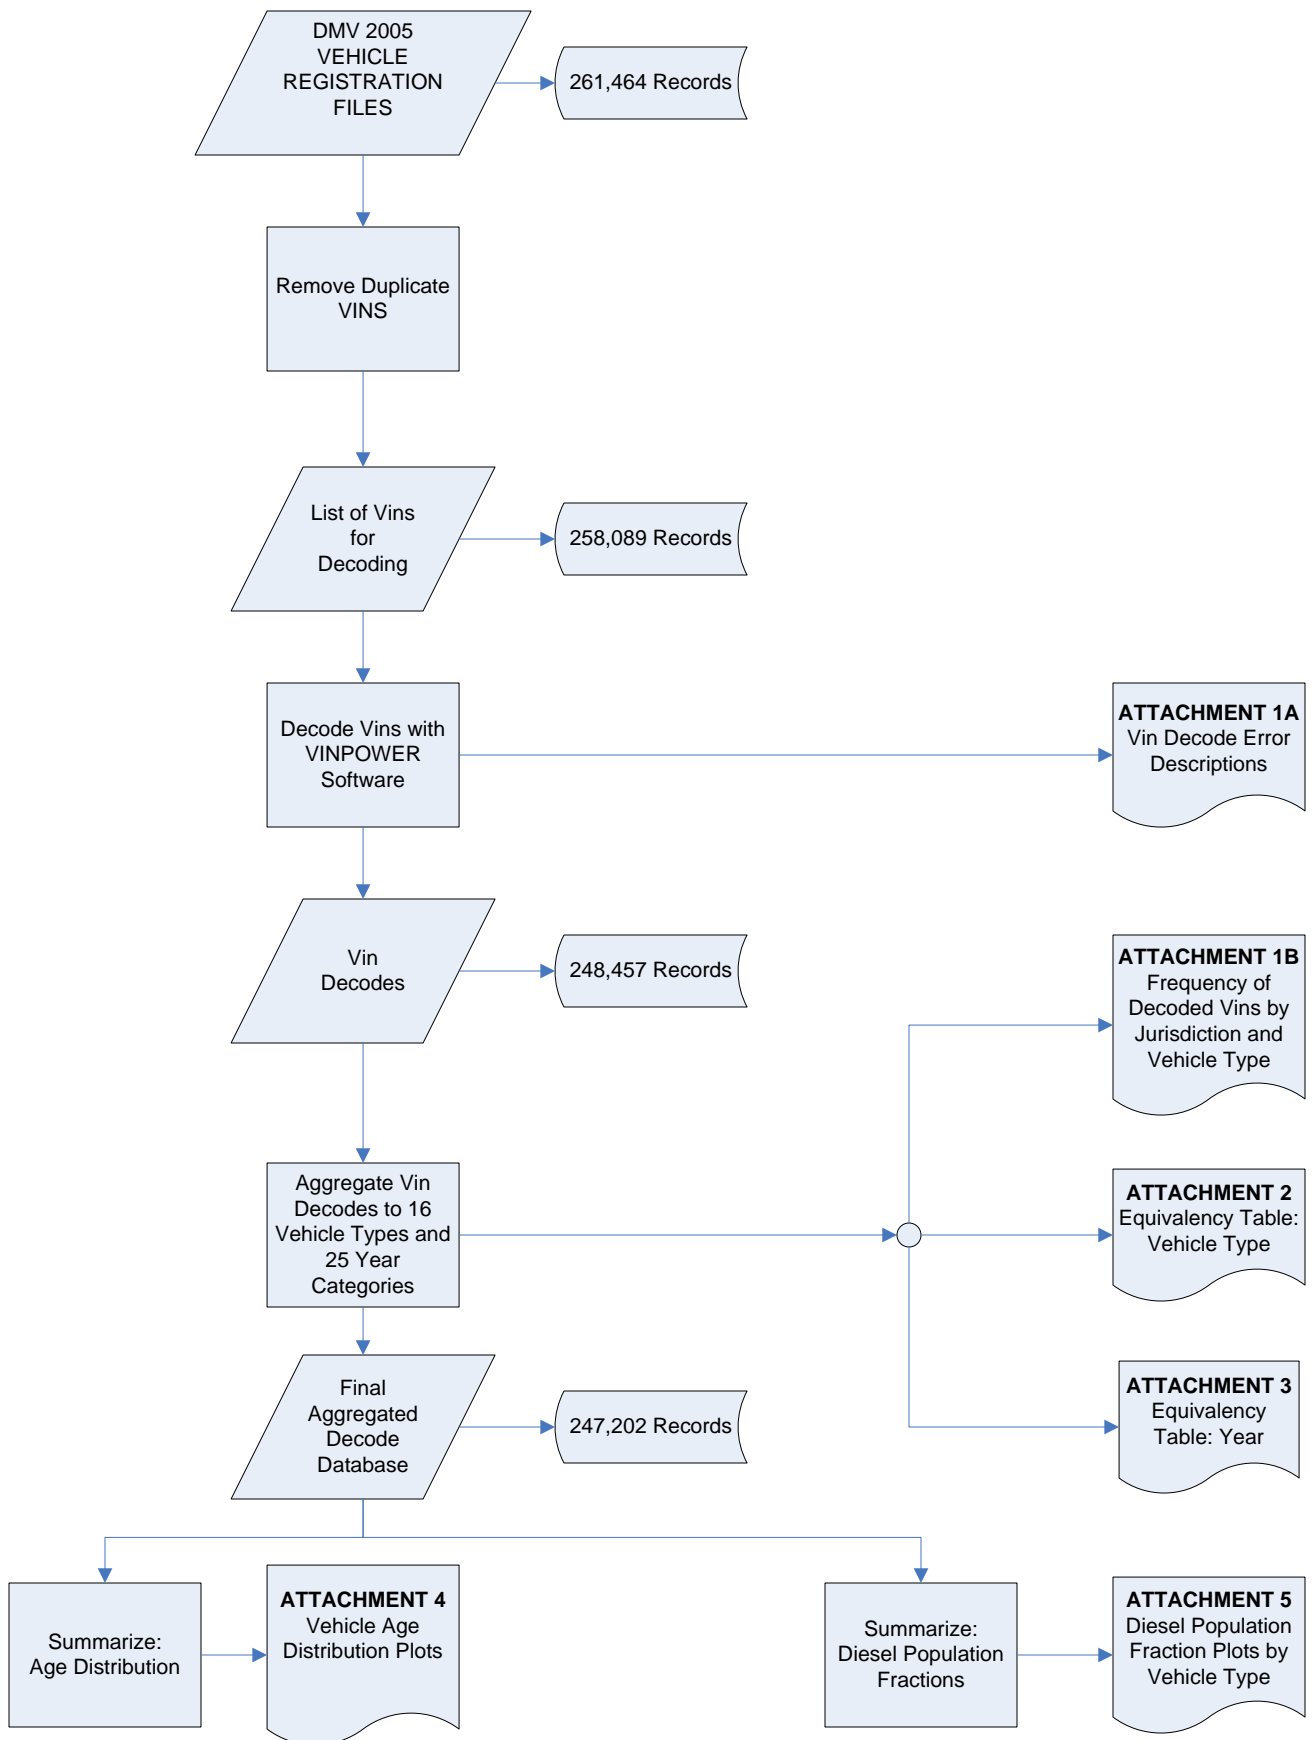 DMV 2005
VEHICLE
REGISTRATION
FILES
261,464 Records
Remove Duplicate
VINS
List of Vins
for
Decoding
258,089 Records
Decode Vins with
VINPOWER
Software
ATTACHMENT 1A
Vin Decode Error
Descriptions
Vin
Decodes
248,457 Records
ATTACHMENT 1B
Frequency of
Decoded Vins by
Jurisdiction and
Vehicle Type
Aggregate Vin
Decodes to 16
Vehicle Types and
25 Year
Categories
ATTACHMENT 2
Equivalency Table:
Vehicle Type
Final
Aggregated
Decode
Database
247,202 Records
ATTACHMENT 3
Equivalency
Table: Year
Summarize:
Age Distribution
ATTACHMENT 4
Vehicle Age
Distribution Plots
Summarize:
Diesel Population
Fractions
ATTACHMENT 5
Diesel Population
Fraction Plots by
Vehicle Type